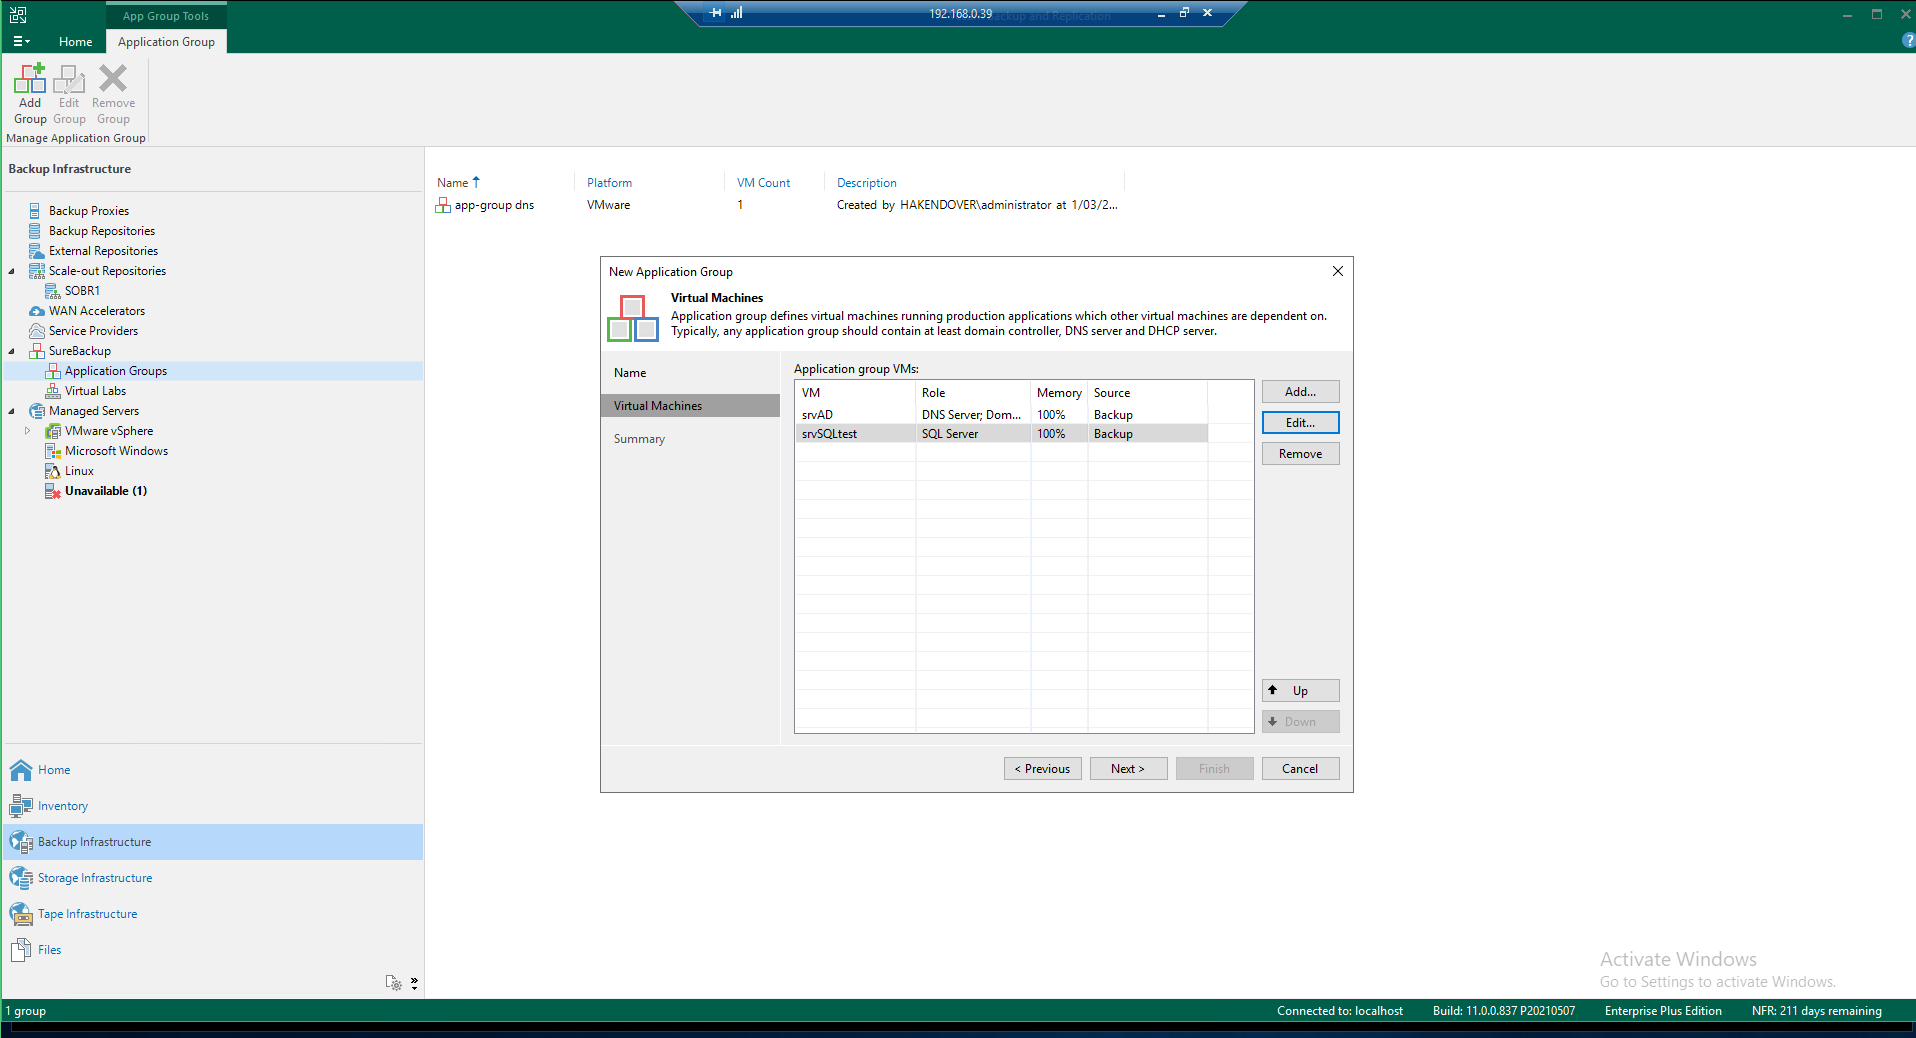 App Group Tools
192.168.0.39
Backup and Replication
Home
Application Group
Add Group
Edit Group
Remove Group
Manage Application Group
Backup Infrastructure
Backup Proxies
Backup Repositories
External Repositories
Scale-out Repositories
SOBR1
WAN Accelerators
Service Providers
SureBackup
Application Groups
Virtual Labs
Managed Servers
VMware vSphere
Microsoft Windows
Linux
Unavailable (1)
Home
Inventory
Backup Infrastructure
Storage Infrastructure
Tape Infrastructure
Files
Name Platform VM Count Description
app-group dns VMware 1 Created by HAKENDOVER\administrator at 1/03/2...
New Application Group
Virtual Machines
Application group defines virtual machines running production applications which other virtual machines are dependent on.
Typically, any application group should contain at least domain controller, DNS server and DHCP server.
Name
Virtual Machines
Summary
Application group VMs:
VM Role Memory Source
srvAD DNS Server; Dom... 100% Backup
srvSQLtest SQL Server 100% Backup
Add...
Edit...
Remove
Up
Down
< Previous
Next >
Finish
Cancel
Activate Windows
Go to Settings to activate Windows.
1 group
Connected to: localhost
Build: 11.0.0.837 P20210507
Enterprise Plus Edition
NFR: 211 days remaining